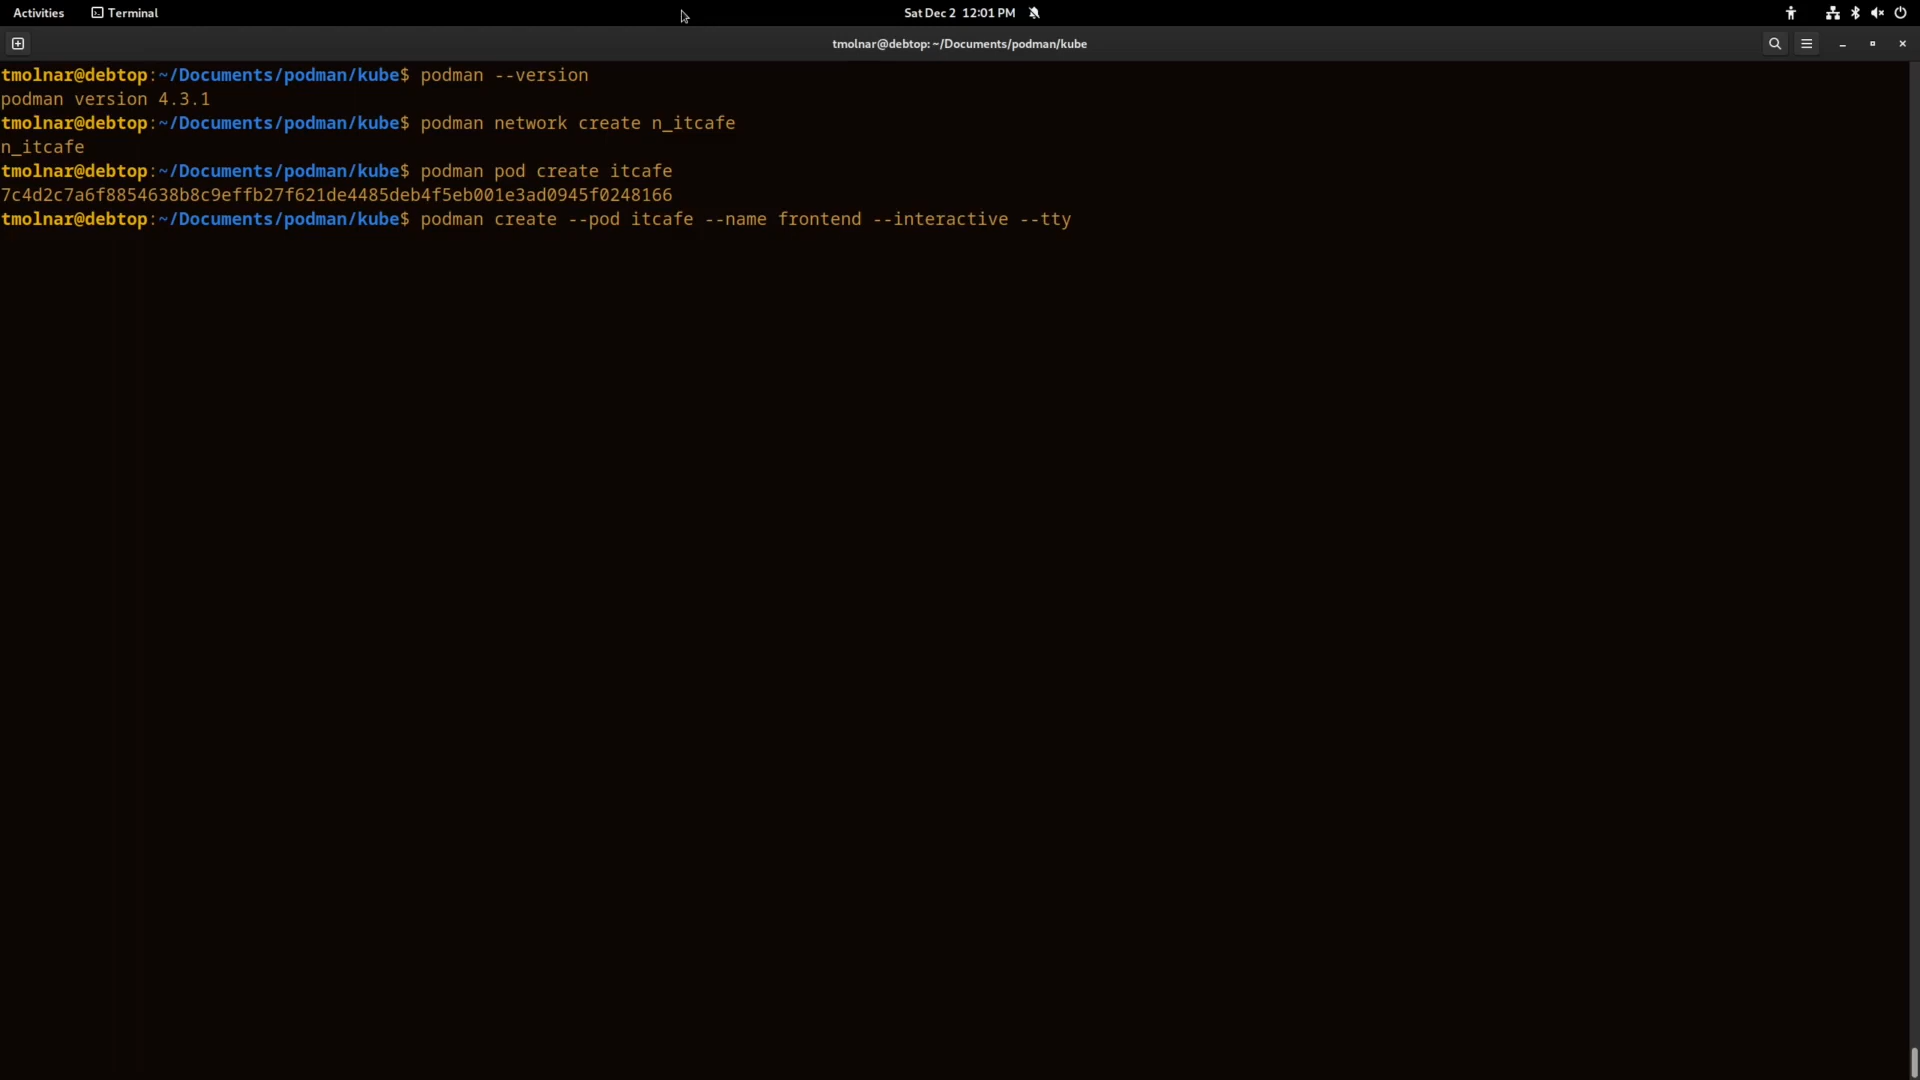 Activities Terminal Sat Dec 2 12:01 PM
tmolnar@debtop: ~/Documents/podman/kube
tmolnar@debtop:~/Documents/podman/kube$ podman --version
podman version 4.3.1
tmolnar@debtop:~/Documents/podman/kube$ podman network create n_itcafe
n_itcafe
tmolnar@debtop:~/Documents/podman/kube$ podman pod create itcafe
7c4d2c7a6f8854638b8c9effb27f621de4485deb4f5eb001e3ad0945f0248166
tmolnar@debtop:~/Documents/podman/kube$ podman create --pod itcafe --name frontend --interactive --tty